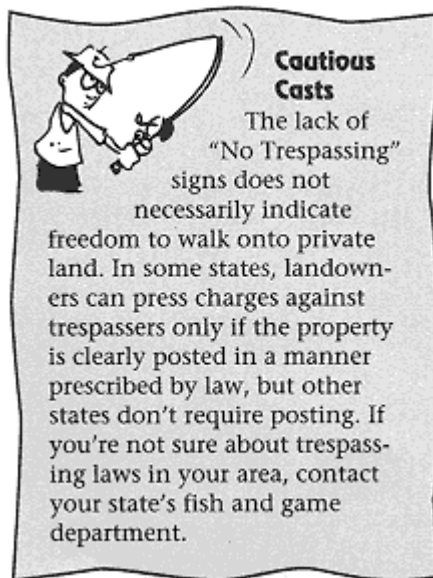 Cautious
Casts
The lack of
“No Trespassing”
signs does not
necessarily indicate
freedom to walk onto private
land. In some states, landown-
ers can press charges against
trespassers only if the property
is clearly posted in a manner
prescribed by law, but other
states don’t require posting. If
you’re not sure about trespass-
ing laws in your area, contact
your state’s fish and game
department.